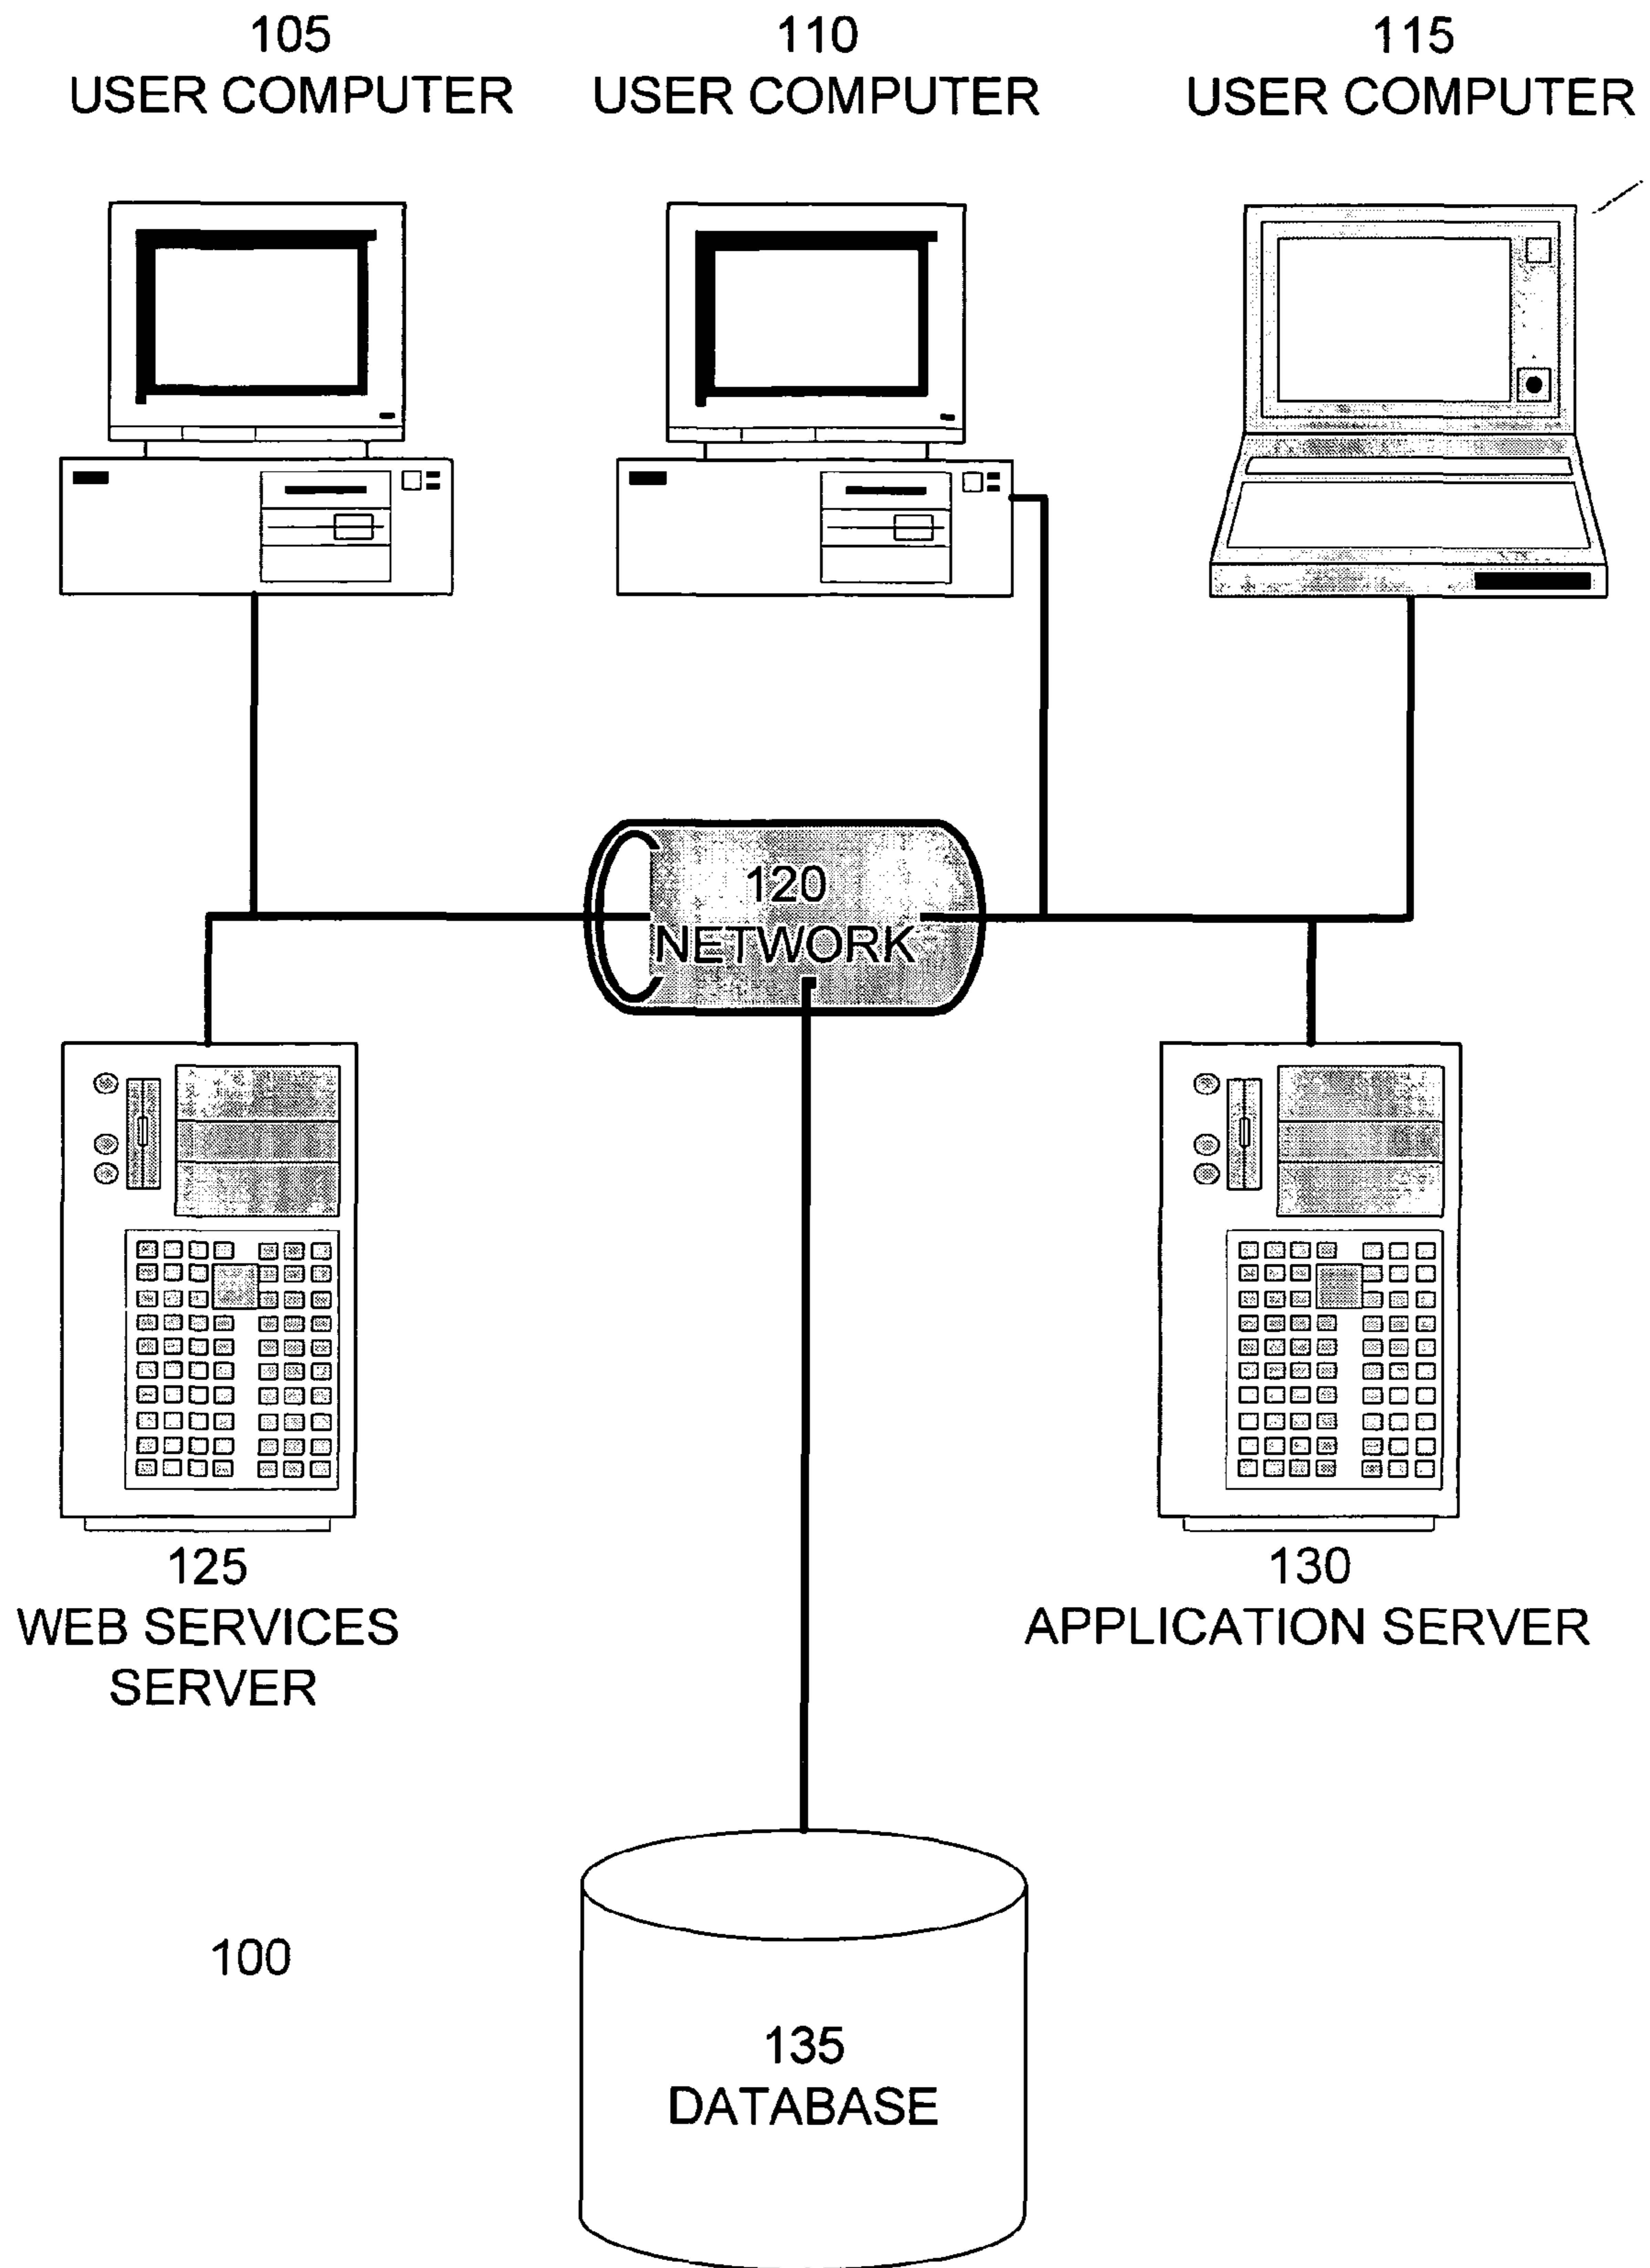 105
USER COMPUTER
110
USER COMPUTER
115
USER COMPUTER
120
NETWORK
125
WEB SERVICES
SERVER
130
APPLICATION SERVER
100
135
DATABASE